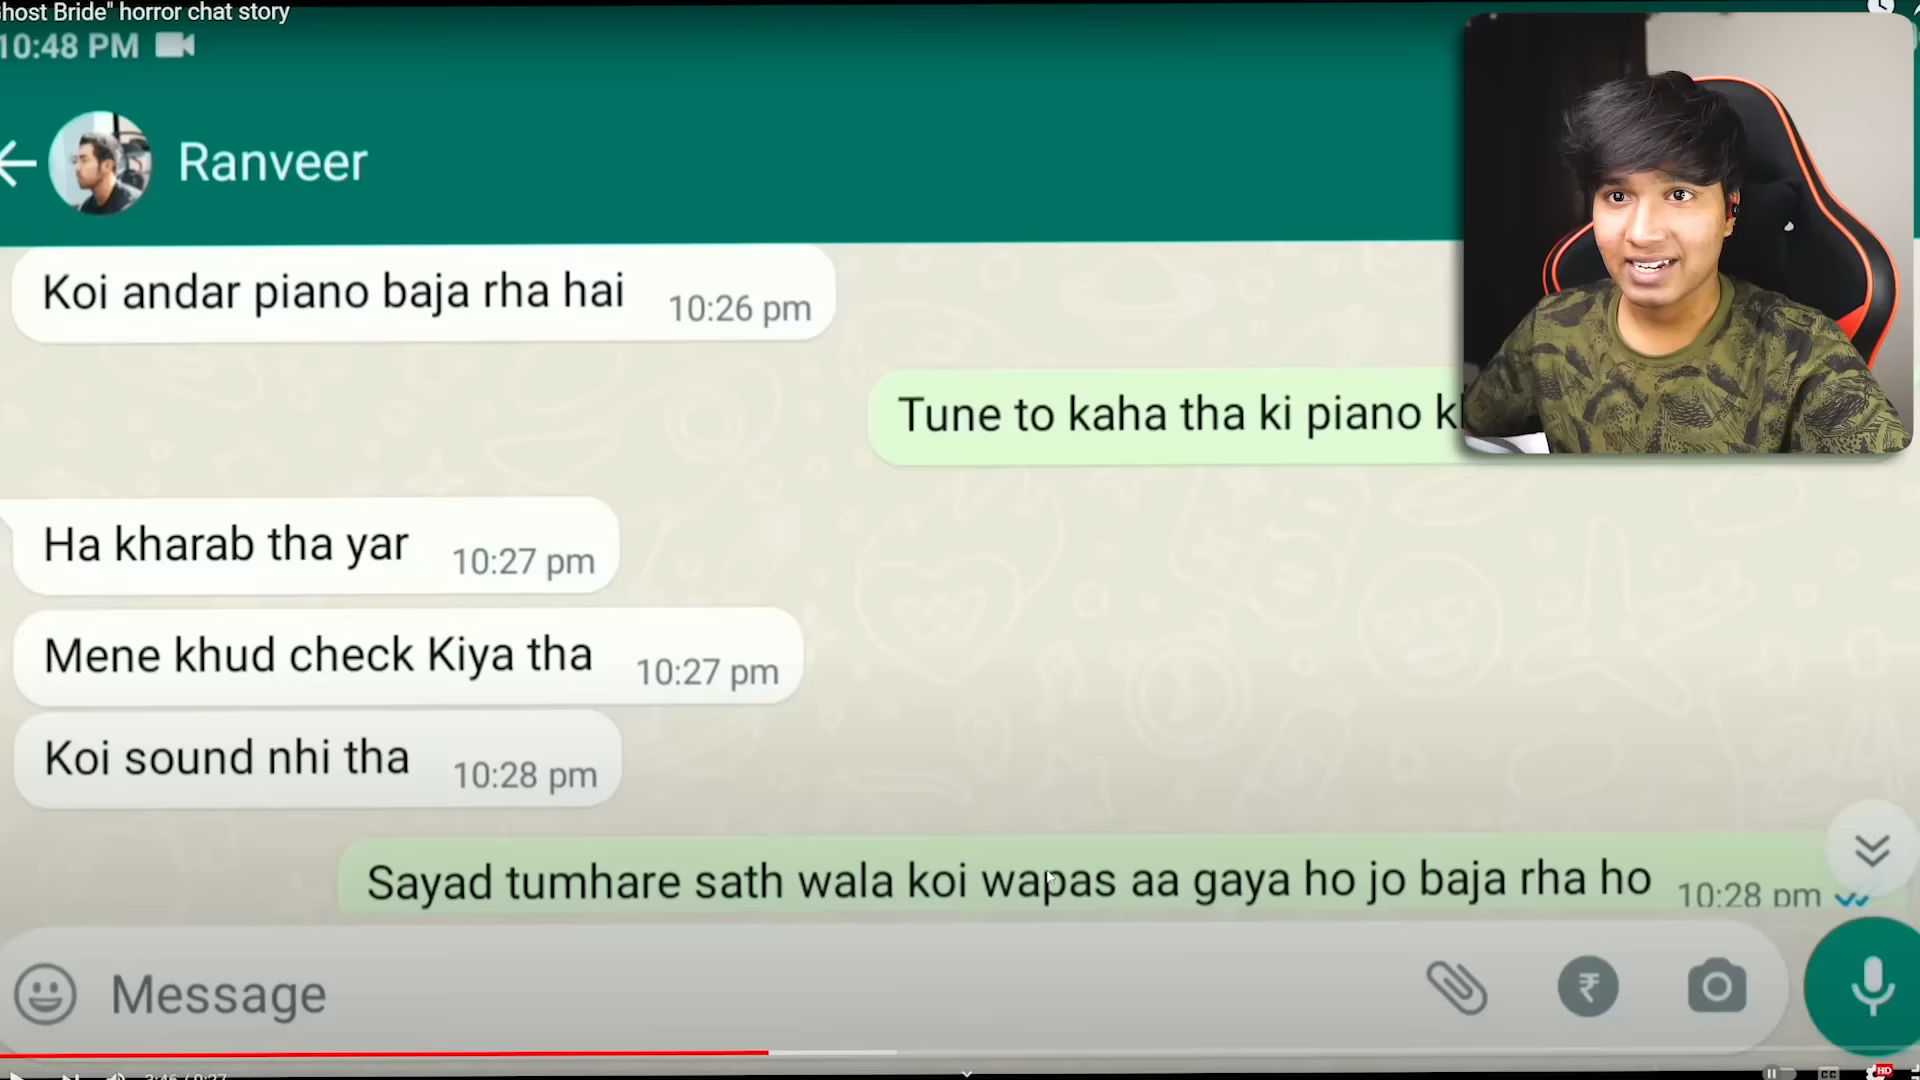 host Bride" horror chat story
10:48 PM
Ranveer
Koi andar piano baja rha hai 10:26 pm
Tune to kaha tha ki piano
Ha kharab tha yar 10:27 pm
Mene khud check Kiya tha 10:27 pm
Koi sound nhi tha 10:28 pm
Sayad tumhare sath wala koi wapas aa gaya ho jo baja rha ho 10:28 pm
₹
Message
CC HD